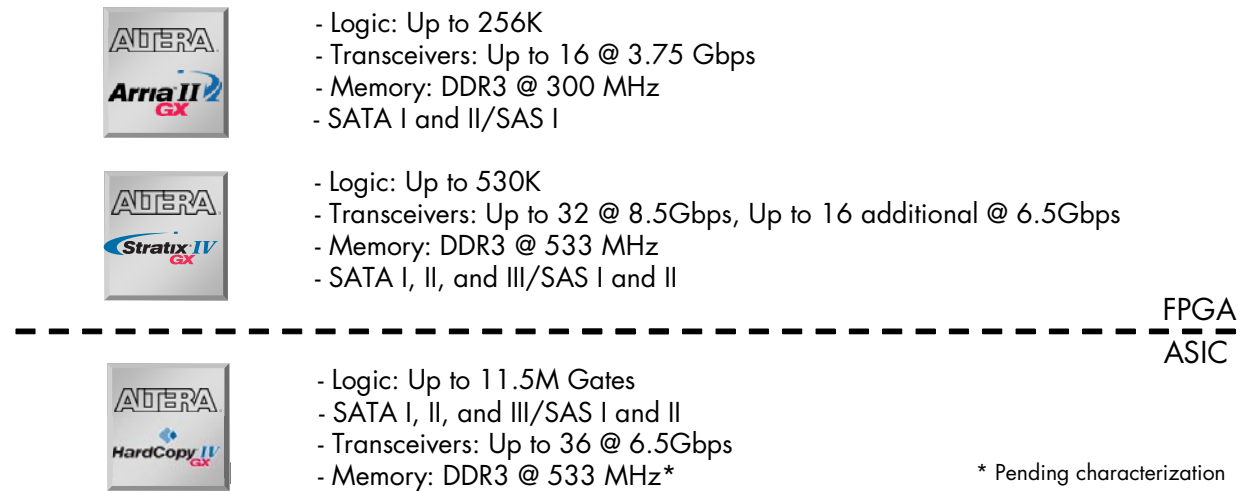 ALTERA
Arria II
GX
- Logic: Up to 256K
- Transceivers: Up to 16 @ 3.75 Gbps
- Memory: DDR3 @ 300 MHz
- SATA I and II/SAS I
ALTERA
Stratix IV
GX
- Logic: Up to 530K
- Transceivers: Up to 32 @ 8.5Gbps, Up to 16 additional @ 6.5Gbps
- Memory: DDR3 @ 533 MHz
- SATA I, II, and III/SAS I and II
FPGA
ASIC
ALTERA
HardCopy IV
GX
- Logic: Up to 11.5M Gates
- SATA I, II, and III/SAS I and II
- Transceivers: Up to 36 @ 6.5Gbps
- Memory: DDR3 @ 533 MHz*
* Pending characterization